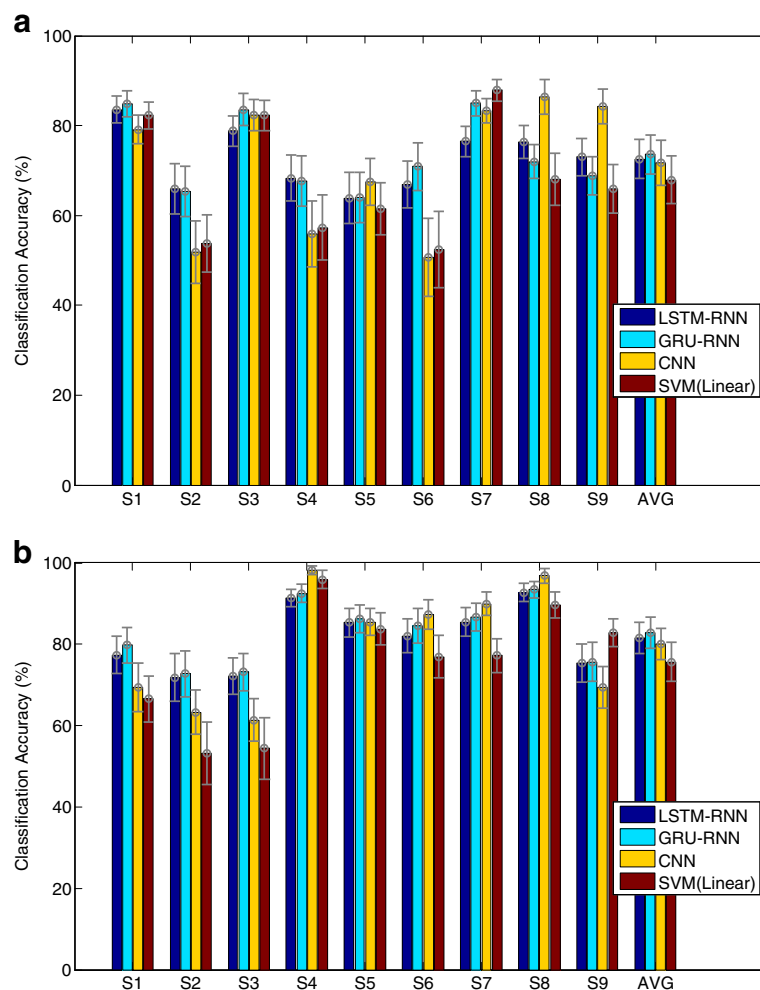 a
100
80
60
40
20
0
Classification Accuracy (%)
LSTM-RNN
GRU-RNN
CNN
SVM(Linear)
S1 S2 S3 S4 S5 S6 S7 S8 S9 AVG
b
100
80
60
40
20
0
Classification Accuracy (%)
LSTM-RNN
GRU-RNN
CNN
SVM(Linear)
S1 S2 S3 S4 S5 S6 S7 S8 S9 AVG